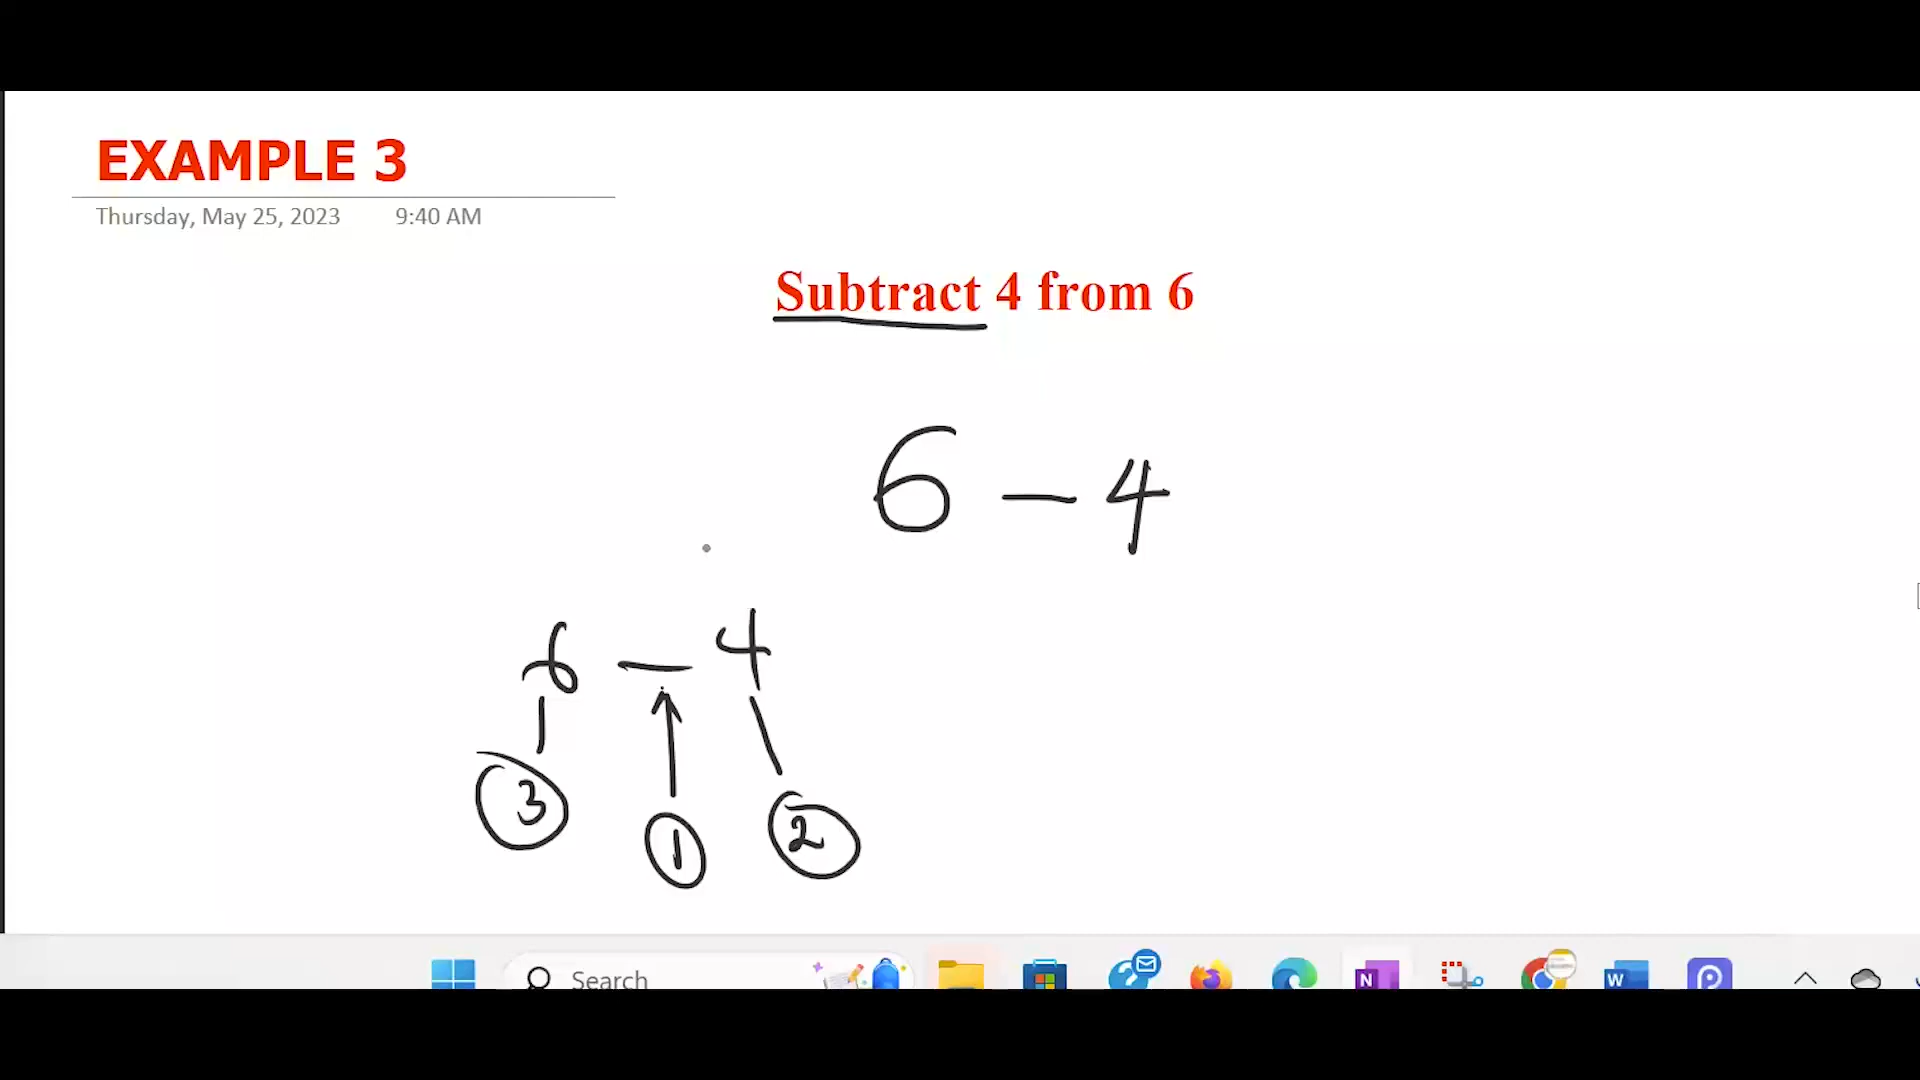 EXAMPLE 3
Thursday, May 25, 2023 9:40 AM
Subtract 4 from 6
6 – 4
6 – 4
3 1 2
Search